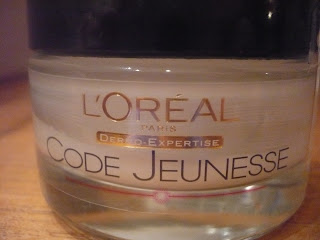 L'ORÉAL
PARIS
DERMO-EXPERTISE
CODE JEUNESSE